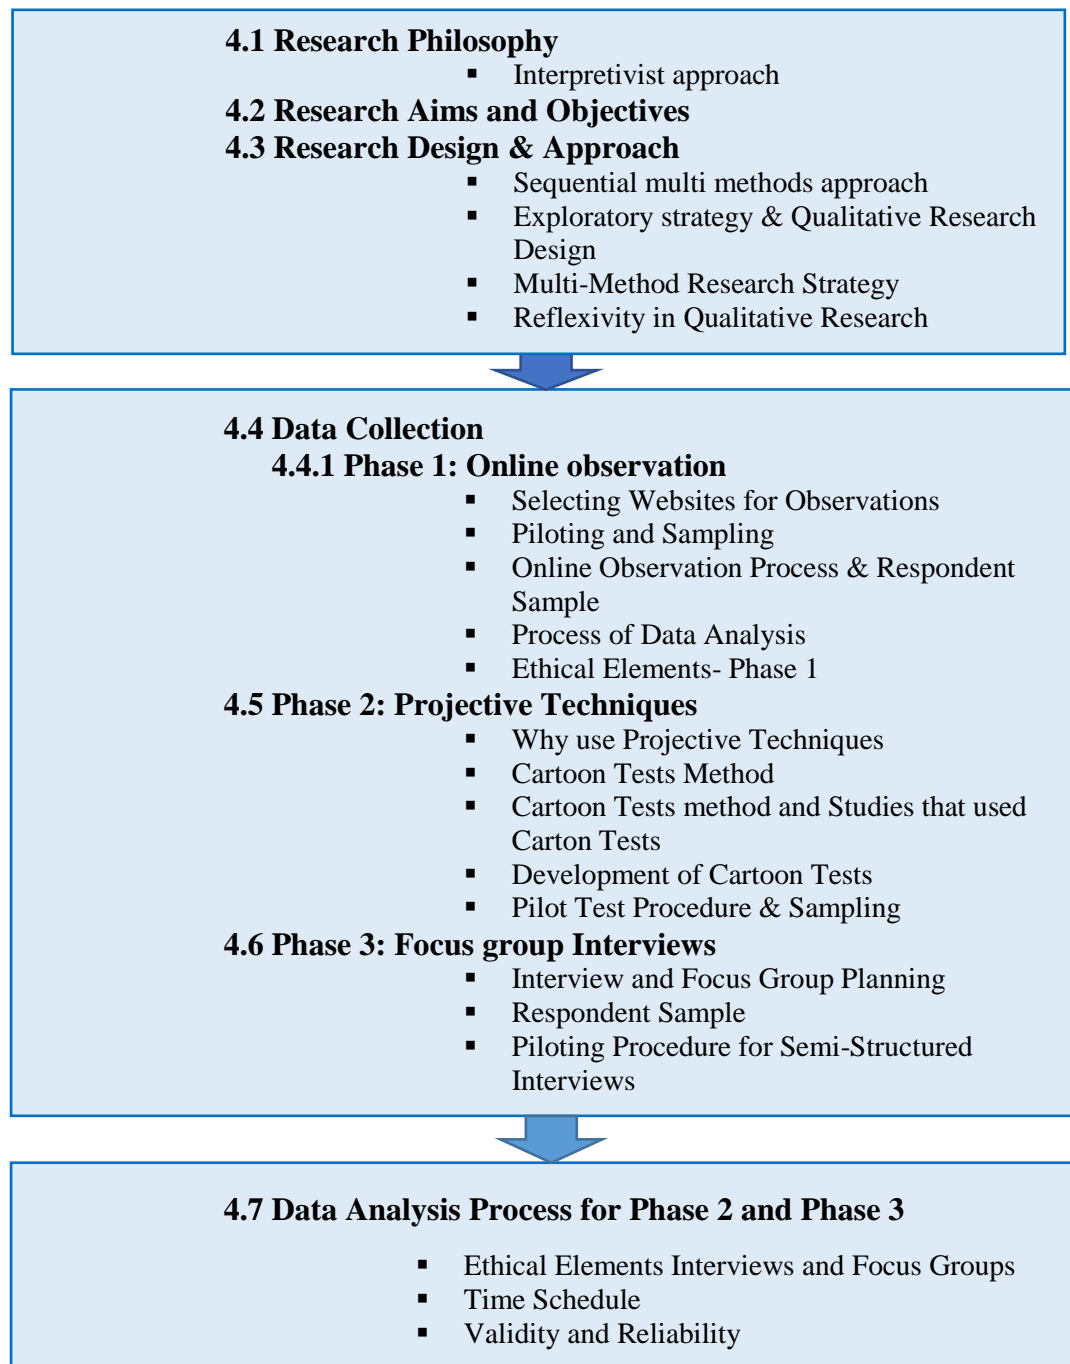 4.1 Research Philosophy
▪ Interpretivist approach
4.2 Research Aims and Objectives
4.3 Research Design & Approach
▪ Sequential multi methods approach
▪ Exploratory strategy & Qualitative Research
Design
▪ Multi-Method Research Strategy
▪ Reflexivity in Qualitative Research
4.4 Data Collection
4.4.1 Phase 1: Online observation
▪ Selecting Websites for Observations
▪ Piloting and Sampling
▪ Online Observation Process & Respondent
Sample
▪ Process of Data Analysis
▪ Ethical Elements- Phase 1
4.5 Phase 2: Projective Techniques
▪ Why use Projective Techniques
▪ Cartoon Tests Method
▪ Cartoon Tests method and Studies that used
Carton Tests
▪ Development of Cartoon Tests
▪ Pilot Test Procedure & Sampling
4.6 Phase 3: Focus group Interviews
▪ Interview and Focus Group Planning
▪ Respondent Sample
▪ Piloting Procedure for Semi-Structured
Interviews
4.7 Data Analysis Process for Phase 2 and Phase 3
▪ Ethical Elements Interviews and Focus Groups
▪ Time Schedule
▪ Validity and Reliability